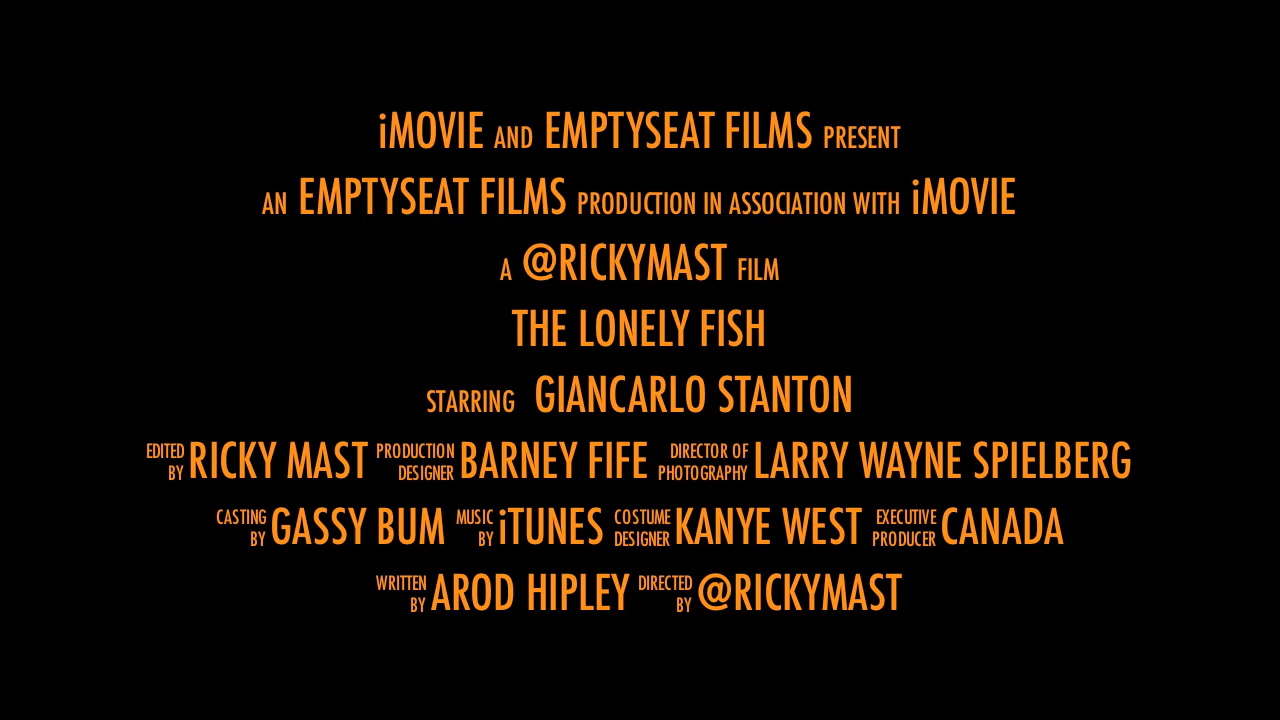 iMOVIE AND EMPTYSEAT FILMS PRESENT
AN EMPTYSEAT FILMS PRODUCTION IN ASSOCIATION WITH iMOVIE
A @RICKYMAST FILM
THE LONELY FISH
STARRING GIANCARLO STANTON
EDITED BY RICKY MAST PRODUCTION DESIGNER BARNEY FIFE DIRECTOR OF PHOTOGRAPHY LARRY WAYNE SPIELBERG
CASTING BY GASSY BUM MUSIC BY iTUNES COSTUME DESIGNER KANYE WEST EXECUTIVE PRODUCER CANADA
WRITTEN BY AROD HIPLEY DIRECTED BY @RICKYMAST